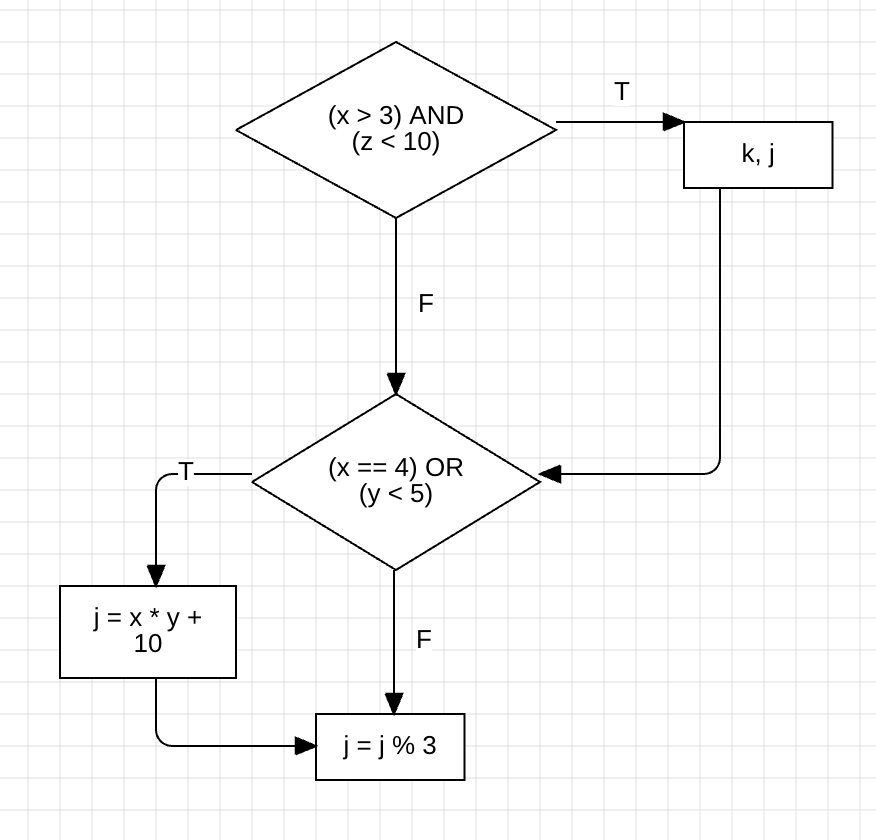 (x > 3) AND
(z < 10)
T
k, j
F
(x == 4) OR
(y < 5)
T
j = x * y +
10
F
j = j % 3